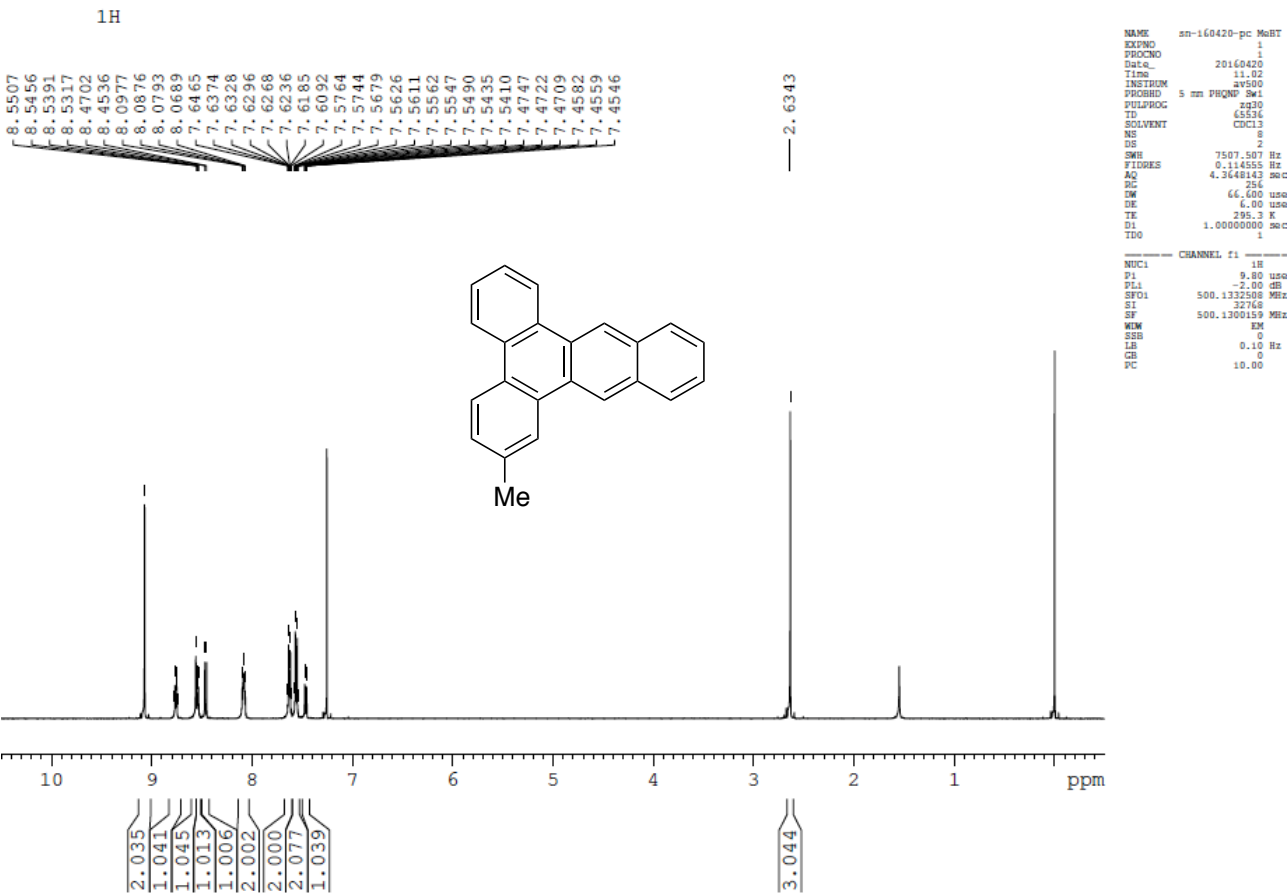 1H
8.5507
8.5456
8.5391
8.5317
8.4702
8.4536
8.0977
8.0876
8.0793
8.0689
7.6465
7.6374
7.6328
7.6296
7.6268
7.6236
7.6185
7.6092
7.5764
7.5744
7.5679
7.5626
7.5611
7.5562
7.5547
7.5490
7.5435
7.5410
7.4747
7.4722
7.4709
7.4582
7.4559
7.4546
2.6343
NAME sn-160420-pc MeBT
EXPNO 1
PROCNO 1
Date_ 20160420
Time 11.02
INSTRUM av500
PROBHD 5 mm PHQNP Sw1
PULPROG zg30
TD 65536
SOLVENT CDCl3
NS 8
DS 2
SWH 7507.507 Hz
FIDRES 0.114555 Hz
AQ 4.3648143 sec
RG 256
DW 66.600 use
DE 6.00 use
TE 295.3 K
D1 1.00000000 sec
TD0 1
CHANNEL f1
NUC1 1H
P1 9.80 use
PL1 -2.00 dB
SFO1 500.1332508 MHz
SI 32768
SF 500.1300159 MHz
WDW EM
SSB 0
LB 0.10 Hz
GB 0
PC 10.00
Me
10 9 8 7 6 5 4 3 2 1 ppm
2.035
1.041
1.045
1.013
1.006
2.002
2.000
2.077
1.039
3.044